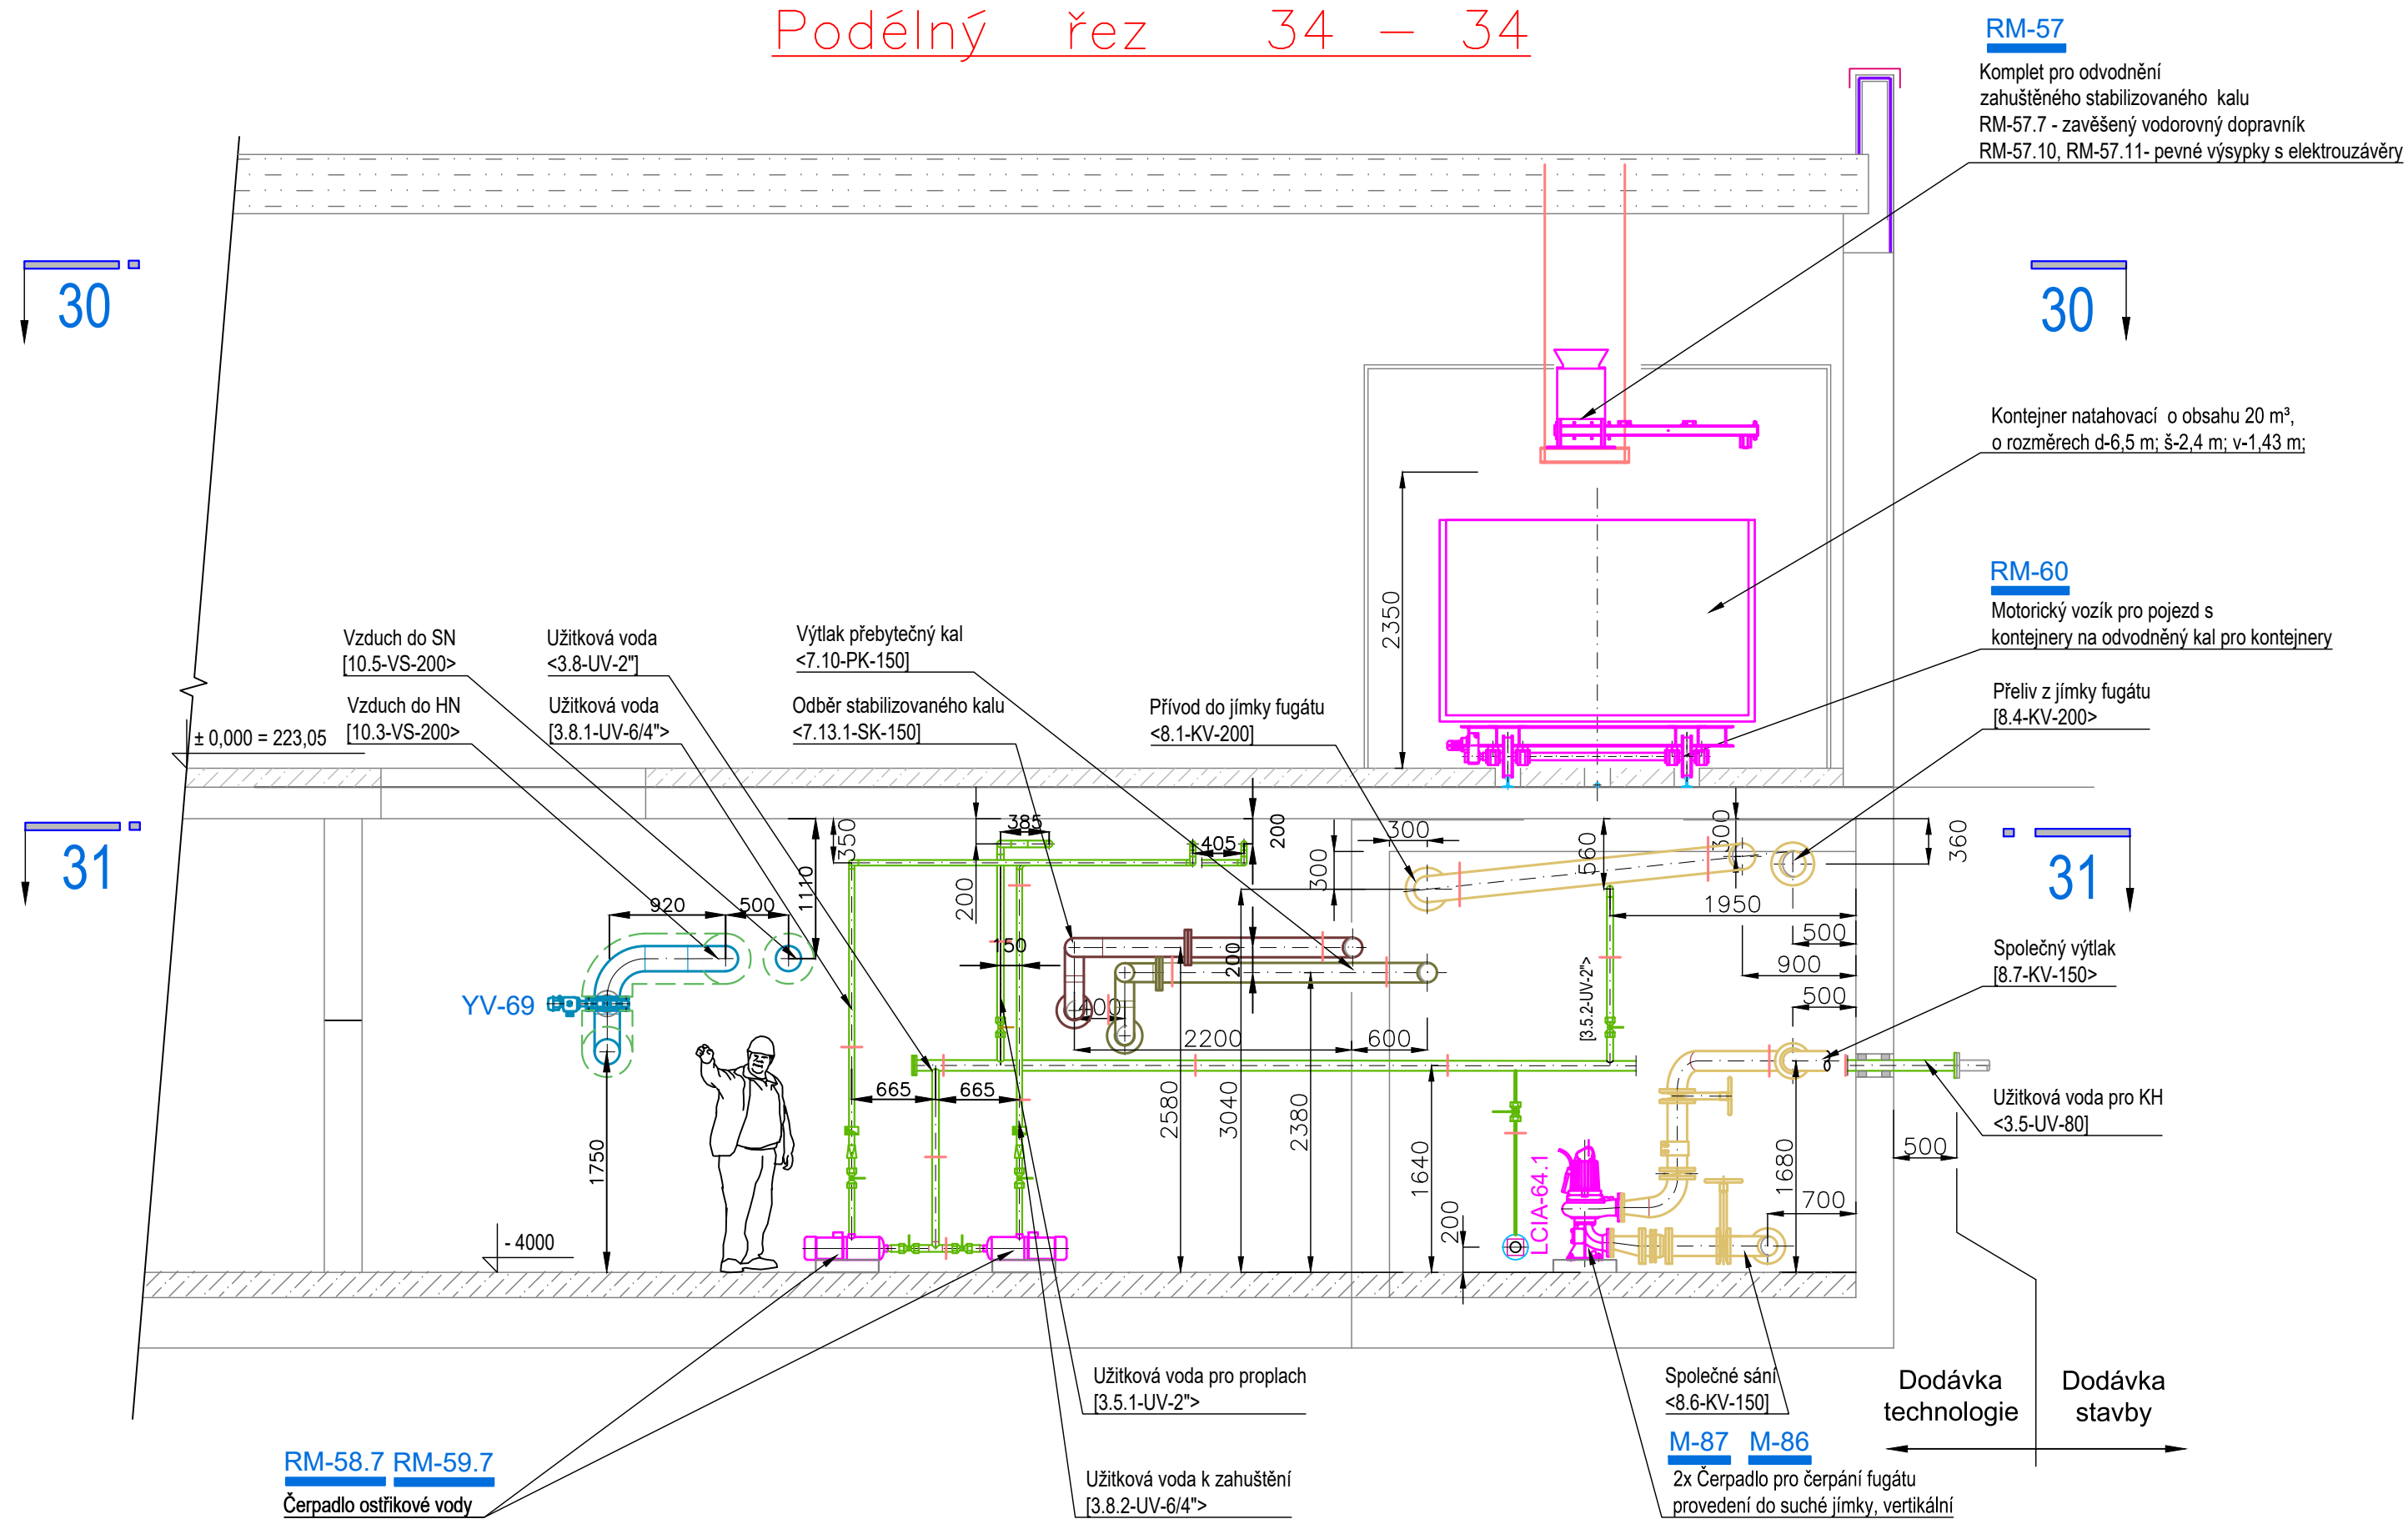 Podélný řez 34 – 34
RM-57
Komplet pro odvodnění
zahuštěného stabilizovaného kalu
RM-57.7 - zavěšený vodorovný dopravník
RM-57.10, RM-57.11- pevné výsypky s elektrouzávěry
30
30
Kontejner natahovací o obsahu 20 m³,
o rozměrech d-6,5 m; š-2,4 m; v-1,43 m;
2350
RM-60
Motorický vozík pro pojezd s
kontejnery na odvodněný kal pro kontejnery
Vzduch do SN
[10.5-VS-200>
Užitková voda
<3.8-UV-2"]
Výtlak přebytečný kal
<7.10-PK-150]
Vzduch do HN
[10.3-VS-200>
Užitková voda
[3.8.1-UV-6/4">
Odběr stabilizovaného kalu
<7.13.1-SK-150]
Přívod do jímky fugátu
<8.1-KV-200]
Přeliv z jímky fugátu
[8.4-KV-200>
± 0,000 = 223,05
31
31
350
385
405
200
300
300
560
300
360
1110
200
920
500
150
200
1950
500
900
500
Společný výtlak
[8.7-KV-150>
YV-69
400
2200
600
[3.5.2-UV-2">
665
665
1750
2580
3040
2380
1640
200
LCIA-64.1
1680
700
500
Užitková voda pro KH
<3.5-UV-80]
- 4000
Užitková voda pro proplach
[3.5.1-UV-2">
Společné sání
<8.6-KV-150]
Dodávka
technologie
Dodávka
stavby
RM-58.7 RM-59.7
Čerpadlo ostřikové vody
Užitková voda k zahuštění
[3.8.2-UV-6/4">
M-87 M-86
2x Čerpadlo pro čerpání fugátu
provedení do suché jímky, vertikální